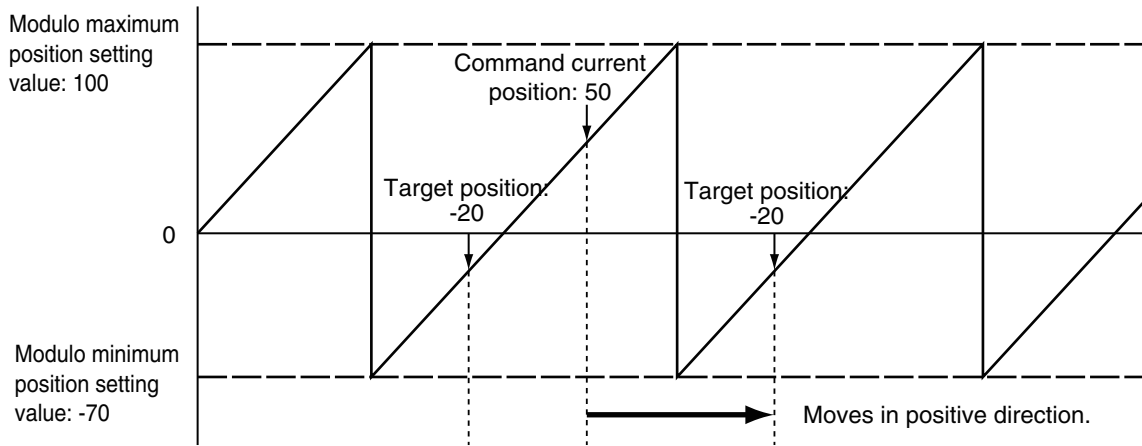 Modulo maximum
position setting
value: 100
Command current
position: 50
Target position:
-20
Target position:
-20
0
Modulo minimum
position setting
value: -70
Moves in positive direction.